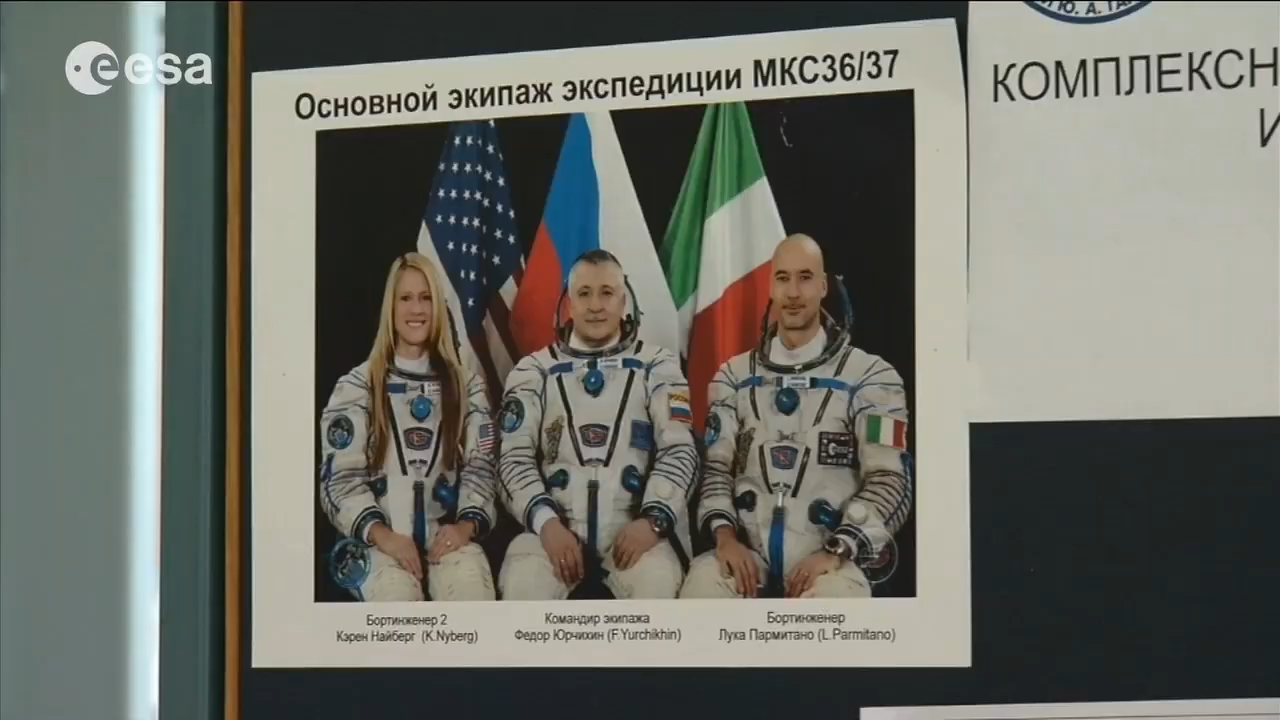 esa
Основной экипаж экспедиции МКС36/37
Бортинженер 2
Кэрен Найберг (K.Nyberg)
Командир экипажа
Федор Юрчихин (F.Yurchikhin)
Бортинженер
Лука Пармитано (L.Parmitano)
Ю. А. ГА
КОМПЛЕКСН
И